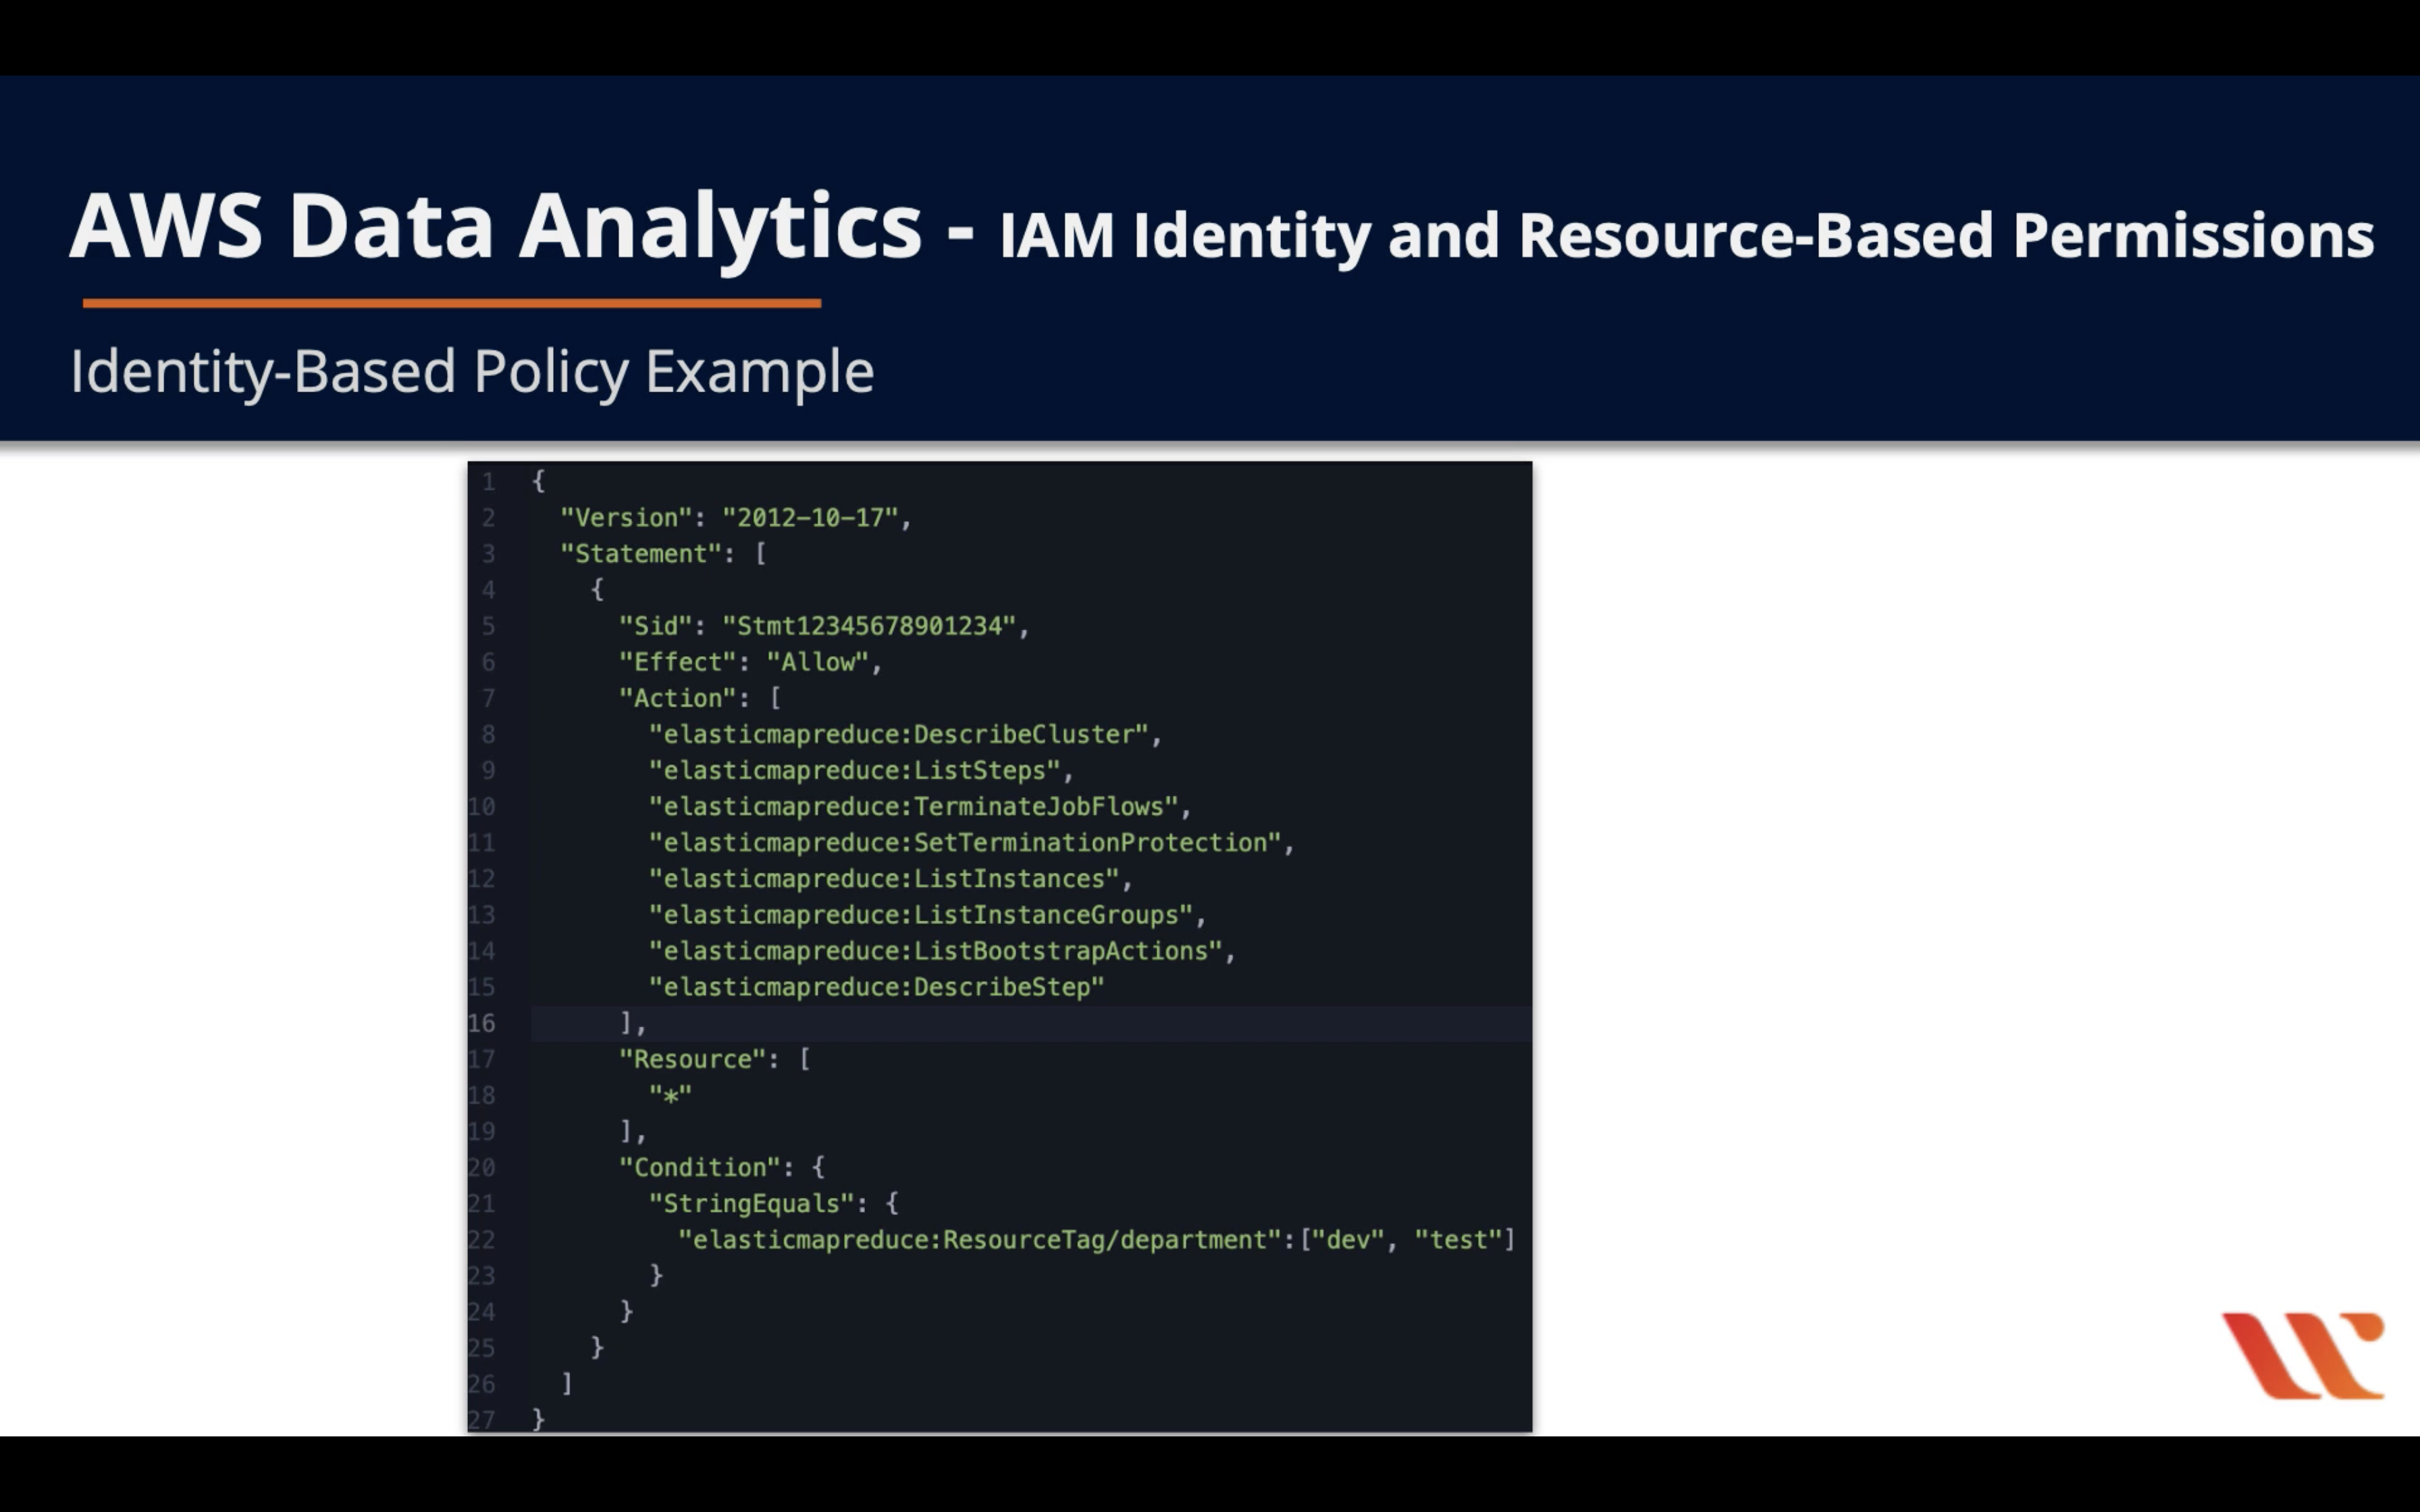 AWS Data Analytics - IAM Identity and Resource-Based Permissions
Identity-Based Policy Example
1 {
2 "Version": "2012-10-17",
3 "Statement": [
4 {
5 "Sid": "Stmt12345678901234",
6 "Effect": "Allow",
7 "Action": [
8 "elasticmapreduce:DescribeCluster",
9 "elasticmapreduce:ListSteps",
10 "elasticmapreduce:TerminateJobFlows",
11 "elasticmapreduce:SetTerminationProtection",
12 "elasticmapreduce:ListInstances",
13 "elasticmapreduce:ListInstanceGroups",
14 "elasticmapreduce:ListBootstrapActions",
15 "elasticmapreduce:DescribeStep"
16 ],
17 "Resource": [
18 "*"
19 ],
20 "Condition": {
21 "StringEquals": {
22 "elasticmapreduce:ResourceTag/department":["dev", "test"]
23 }
24 }
25 }
26 ]
27 }